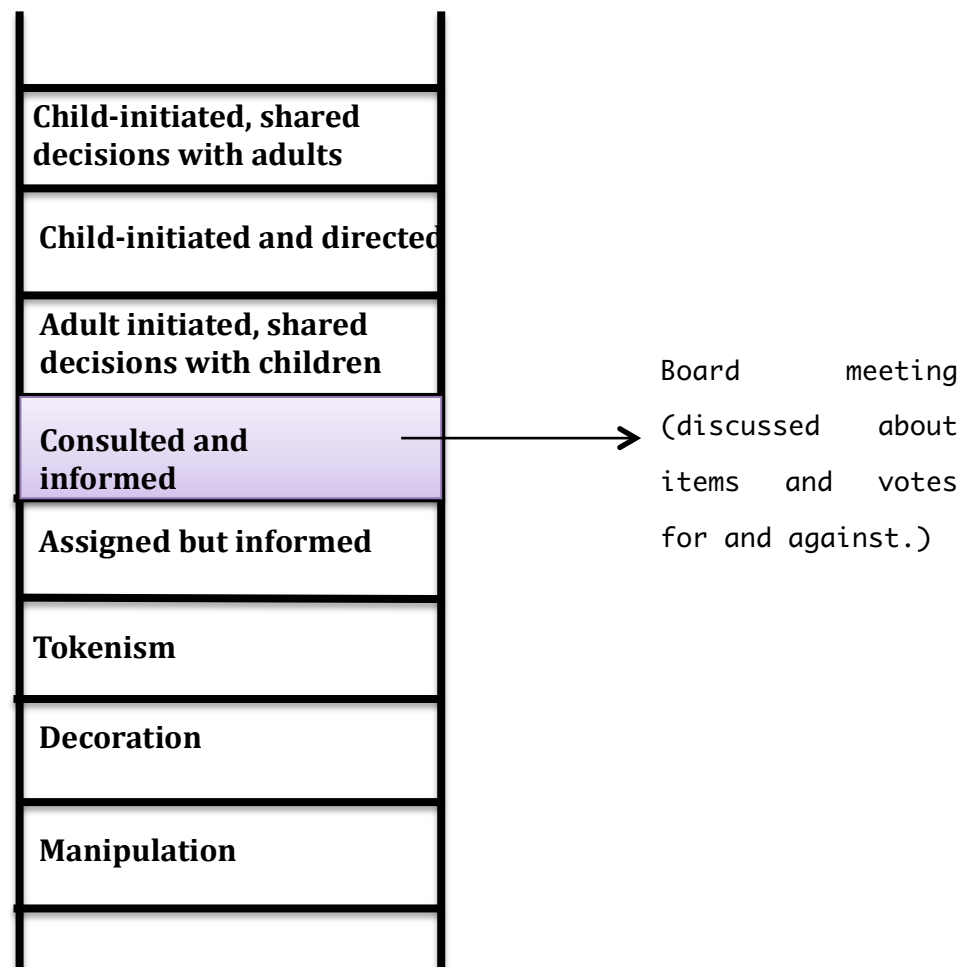 Child-initiated, shared
decisions with adults
Child-initiated and directed
Adult initiated, shared
decisions with children
Consulted and
informed
Assigned but informed
Tokenism
Decoration
Manipulation
Board meeting
(discussed about
items and votes
for and against.)